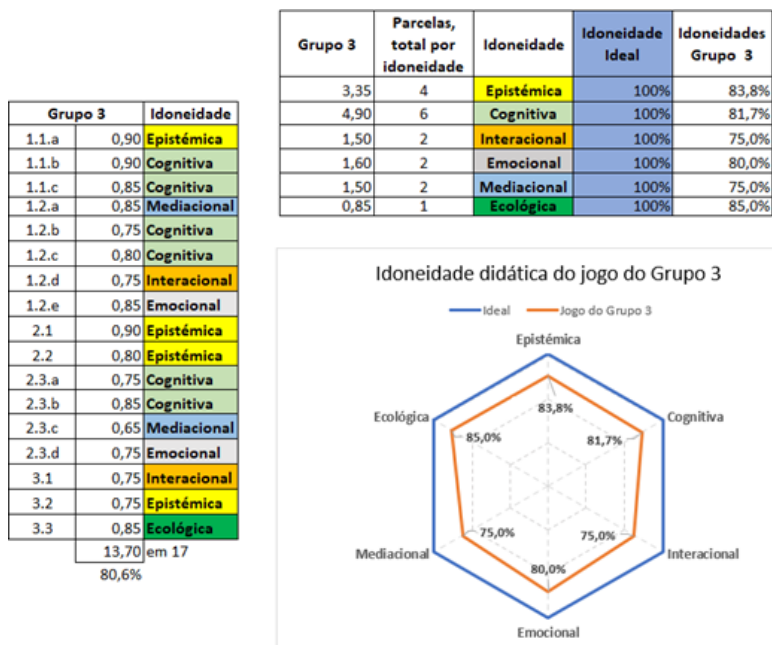 Grupo 3 Parcelas, total por idoneidade Idoneidade Idoneidade Ideal Idoneidades Grupo 3
3,35 4 Epistémica 100% 83,8%
4,90 6 Cognitiva 100% 81,7%
1,50 2 Interacional 100% 75,0%
1,60 2 Emocional 100% 80,0%
1,50 2 Mediacional 100% 75,0%
0,85 1 Ecológica 100% 85,0%
Grupo 3 Idoneidade
1.1.a 0,90 Epistémica
1.1.b 0,90 Cognitiva
1.1.c 0,85 Cognitiva
1.2.a 0,85 Mediacional
1.2.b 0,75 Cognitiva
1.2.c 0,80 Cognitiva
1.2.d 0,75 Interacional
1.2.e 0,85 Emocional
2.1 0,90 Epistémica
2.2 0,80 Epistémica
2.3.a 0,75 Cognitiva
2.3.b 0,85 Cognitiva
2.3.c 0,65 Mediacional
2.3.d 0,75 Emocional
3.1 0,75 Interacional
3.2 0,75 Epistémica
3.3 0,85 Ecológica
13,70 em 17
80,6%
Idoneidade didática do jogo do Grupo 3
Ideal Jogo do Grupo 3
Epistémica
83,8%
Ecológica Cognitiva
85,0% 81,7%
75,0% 75,0%
Mediacional Interacional
80,0%
Emocional